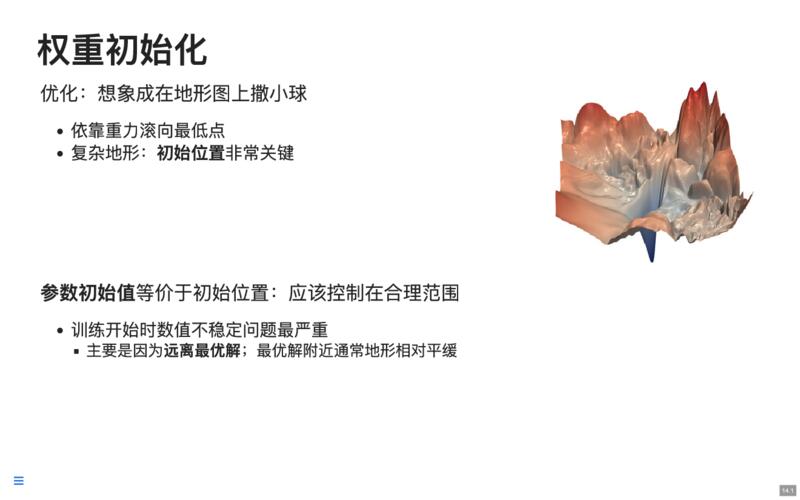 权重初始化
优化：想象成在地形图上撒小球
依靠重力滚向最低点
复杂地形：初始位置非常关键
参数初始值等价于初始位置：应该控制在合理范围
训练开始时数值不稳定问题最严重
主要是因为远离最优解；最优解附近通常地形相对平缓
14.1